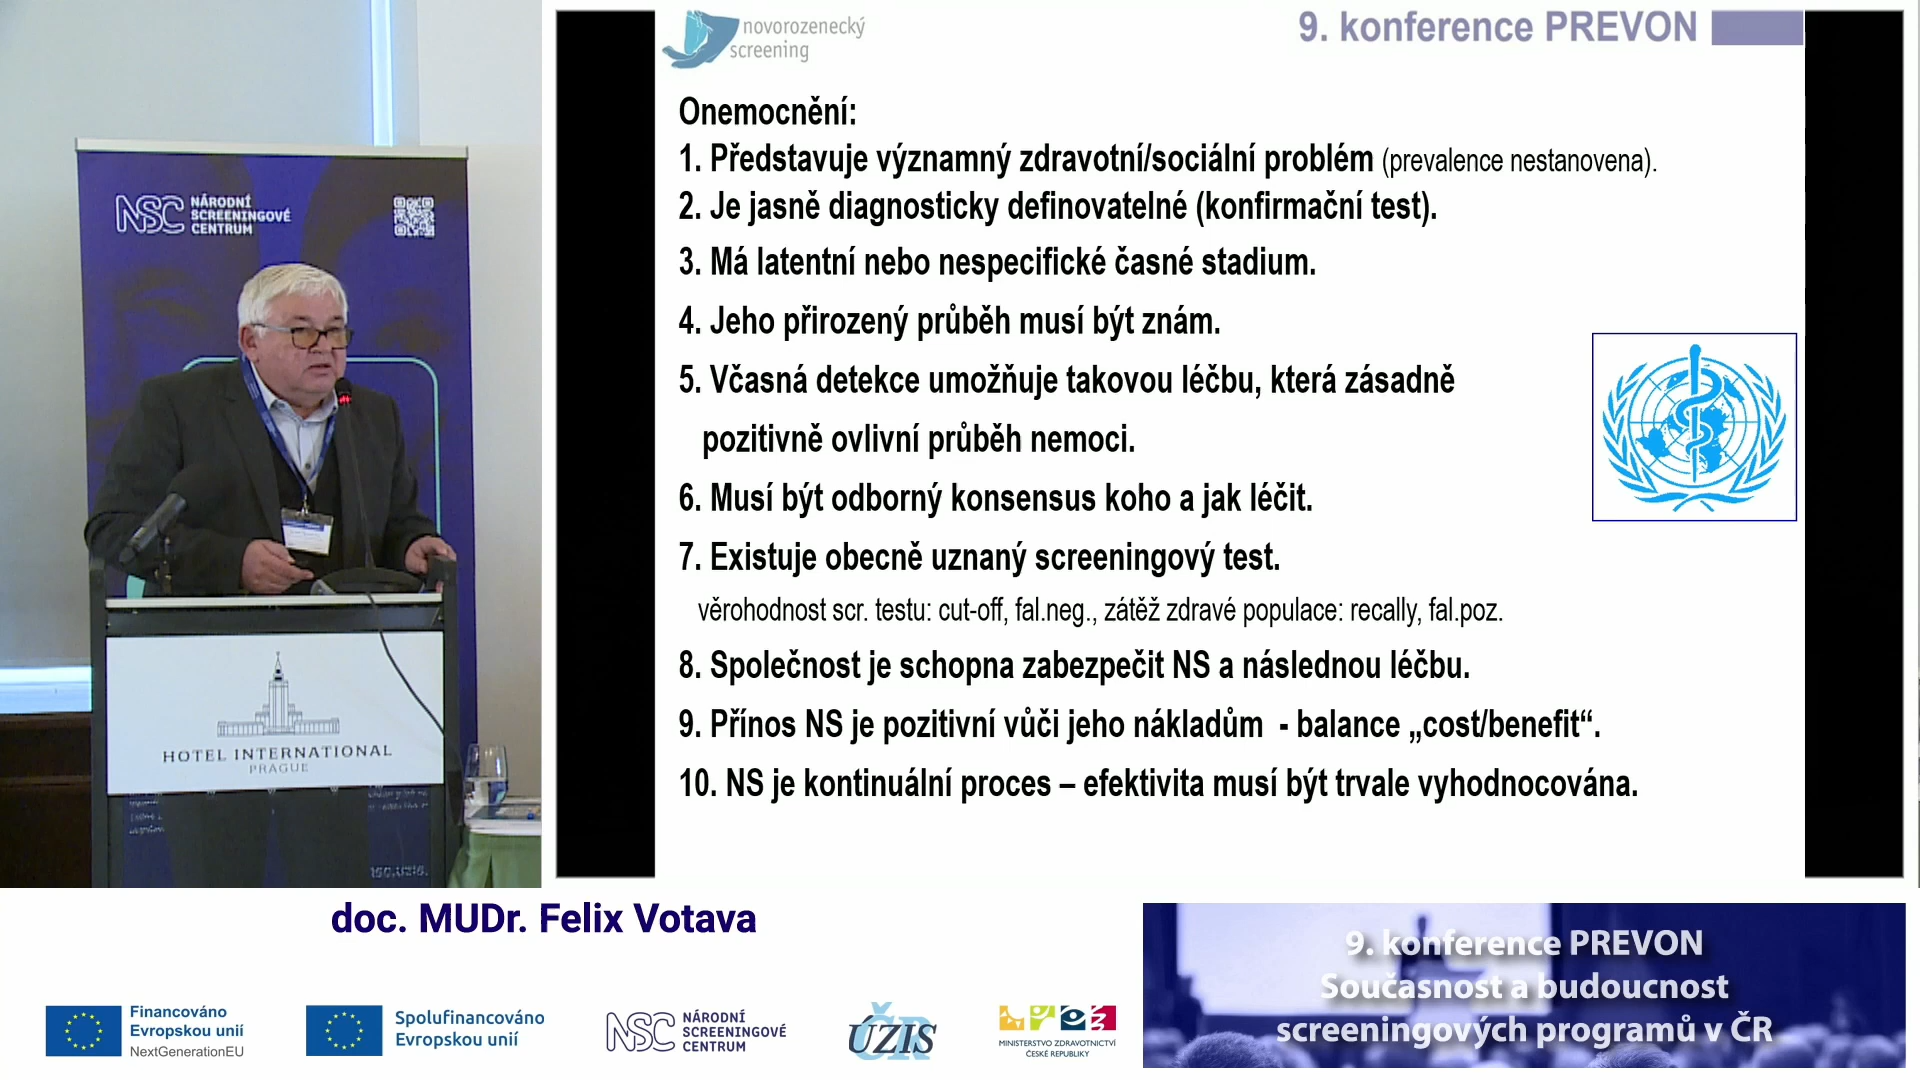 NSC NÁRODNÍ
SCREENINGOVÉ
CENTRUM
HOTEL INTERNATIONAL
PRAGUE
novorozenecký
screening
9. konference PREVON
Onemocnění:
1. Představuje významný zdravotní/sociální problém (prevalence nestanovena).
2. Je jasně diagnosticky definovatelné (konfirmační test).
3. Má latentní nebo nespecifické časné stadium.
4. Jeho přirozený průběh musí být znám.
5. Včasná detekce umožňuje takovou léčbu, která zásadně
pozitivně ovlivní průběh nemoci.
6. Musí být odborný konsensus koho a jak léčit.
7. Existuje obecně uznaný screeningový test.
věrohodnost scr. testu: cut-off, fal.neg., zátěž zdravé populace: recally, fal.poz.
8. Společnost je schopna zabezpečit NS a následnou léčbu.
9. Přínos NS je pozitivní vůči jeho nákladům - balance „cost/benefit“.
10. NS je kontinuální proces – efektivita musí být trvale vyhodnocována.
doc. MUDr. Felix Votava
Financováno
Evropskou unií
NextGenerationEU
Spolufinancováno
Evropskou unií
NSC NÁRODNÍ
SCREENINGOVÉ
CENTRUM
ÚZIS
ČR
MINISTERSTVO ZDRAVOTNICTVÍ
ČESKÉ REPUBLIKY
9. konference PREVON
Současnost a budoucnost
screeningových programů v ČR